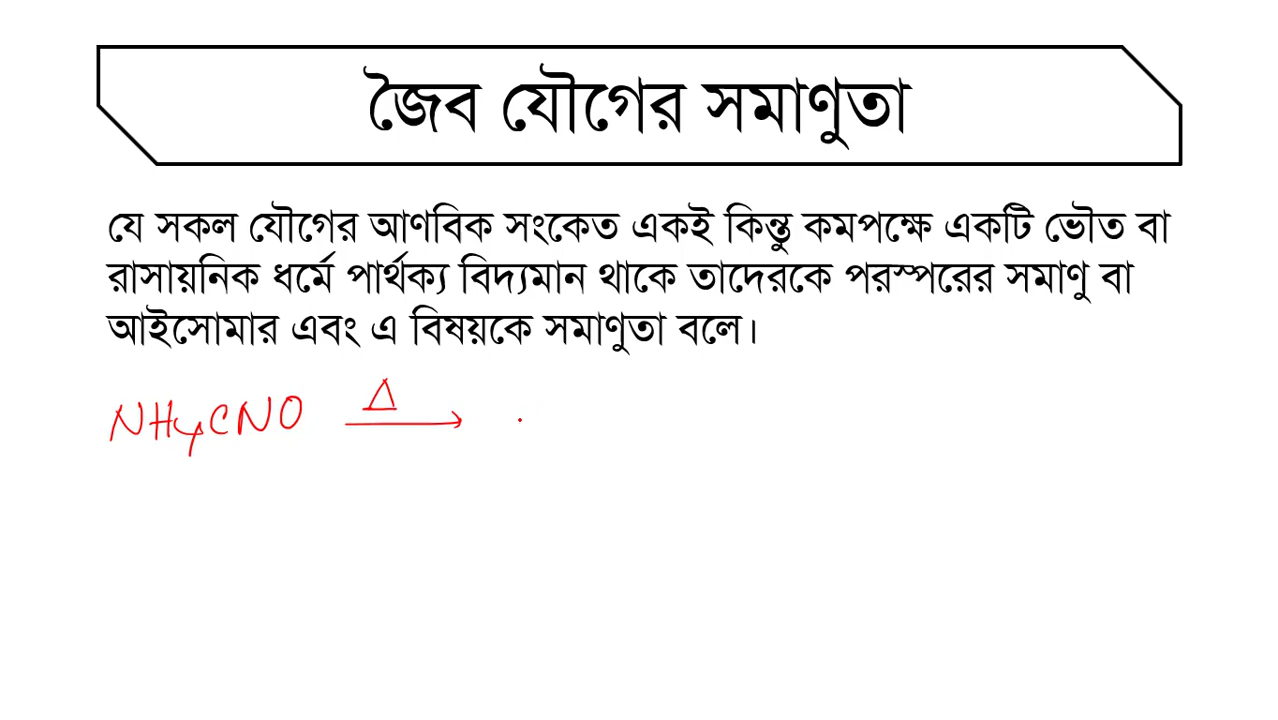 জৈব যৌগের সমাণুতা
যে সকল যৌগের আণবিক সংকেত একই কিন্তু কমপক্ষে একটি ভৌত বা
রাসায়নিক ধর্মে পার্থক্য বিদ্যমান থাকে তাদেরকে পরস্পরের সমাণু বা
আইসোমার এবং এ বিষয়কে সমাণুতা বলে।
NH₄CNO Δ→